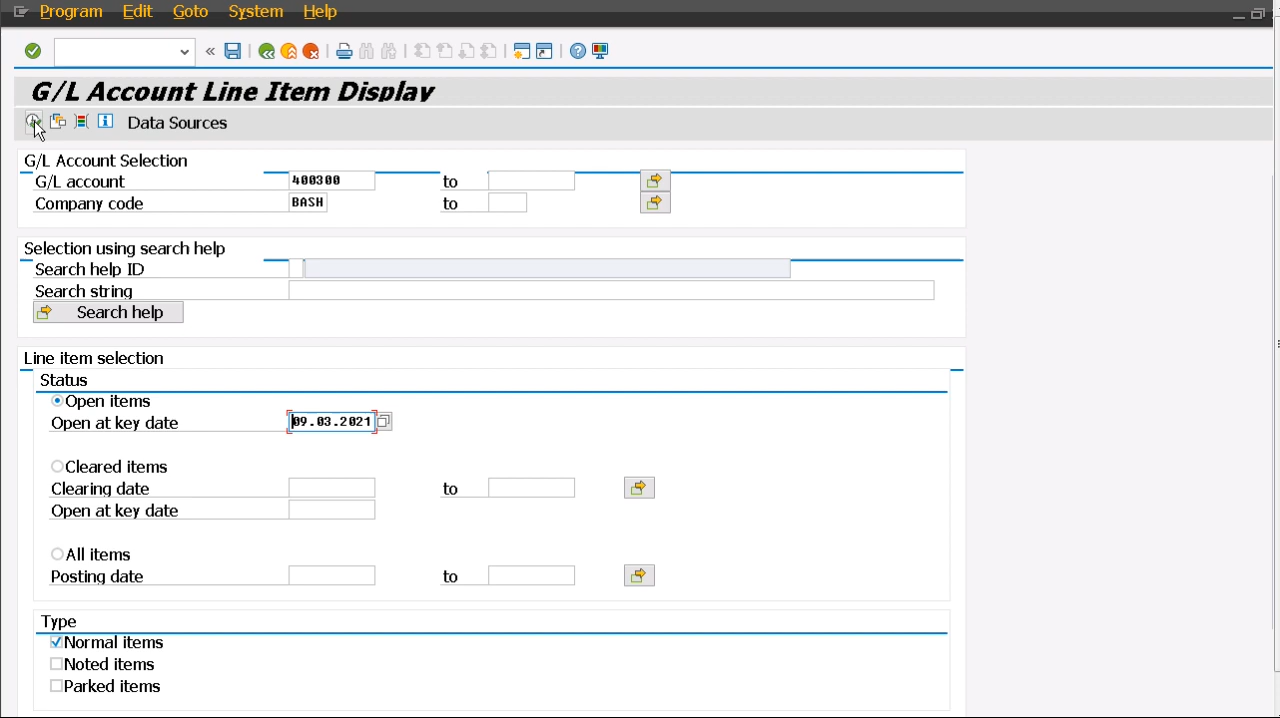 Program Edit Goto System Help
«
G/L Account Line Item Display
Data Sources
G/L Account Selection
G/L account 400300 to
Company code BASH to
Selection using search help
Search help ID
Search string
Search help
Line item selection
Status
Open items
Open at key date 09.03.2021
Cleared items
Clearing date to
Open at key date
All items
Posting date to
Type
Normal items
Noted items
Parked items